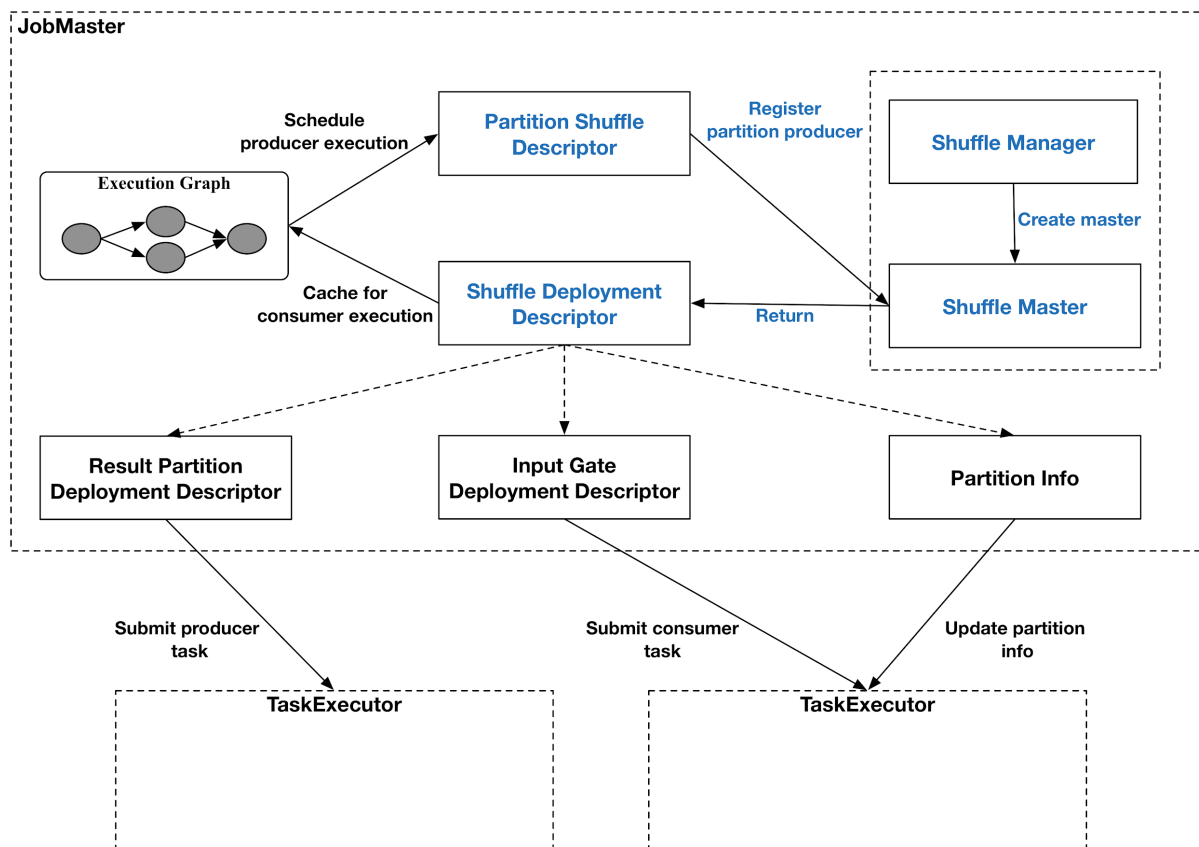 JobMaster
Schedule
producer execution
Partition Shuffle
Descriptor
Register
partition producer
Shuffle Manager
Execution Graph
Create master
Cache for
consumer execution
Shuffle Deployment
Descriptor
Return
Shuffle Master
Result Partition
Deployment Descriptor
Input Gate
Deployment Descriptor
Partition Info
Submit producer
task
Submit consumer
task
Update partition
info
TaskExecutor
TaskExecutor